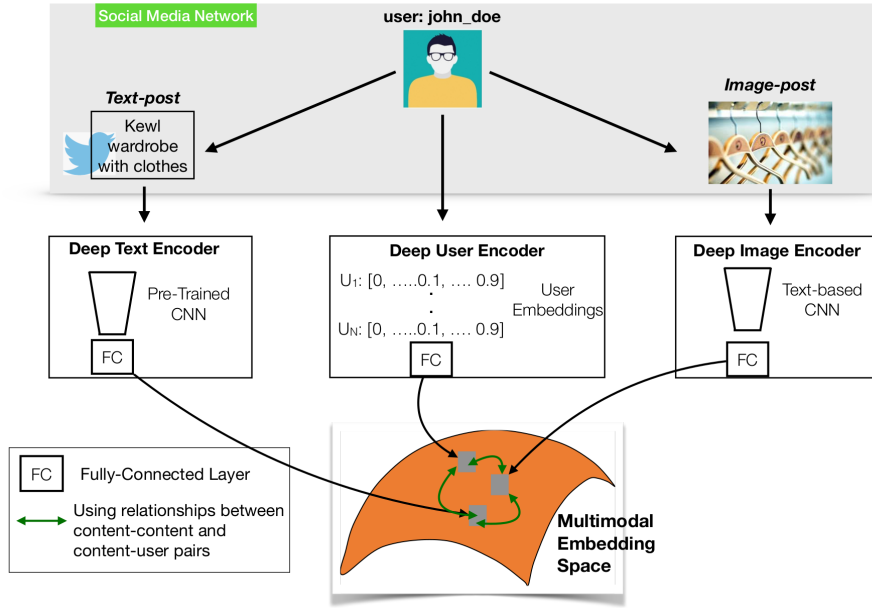 Social Media Network
user: john_doe
Text-post
Kewl
wardrobe
with clothes
Image-post
Deep Text Encoder
Pre-Trained
CNN
FC
Deep User Encoder
U₁: [0, .....0.1, .... 0.9]
.
.
Uₙ: [0, .....0.1, .... 0.9]
User
Embeddings
FC
Deep Image Encoder
Text-based
CNN
FC
FC
Fully-Connected Layer
Using relationships between
content-content and
content-user pairs
Multimodal
Embedding
Space